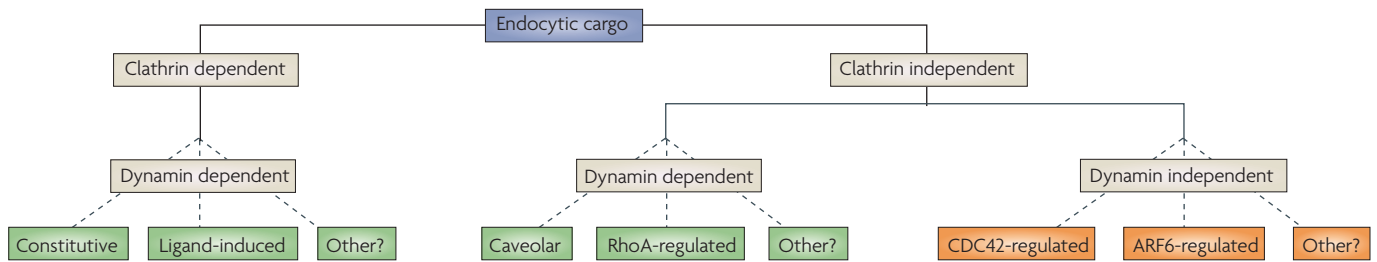 Endocytic cargo
Clathrin dependent
Clathrin independent
Dynamin dependent
Dynamin dependent
Dynamin independent
Constitutive
Ligand-induced
Other?
Caveolar
RhoA-regulated
Other?
CDC42-regulated
ARF6-regulated
Other?